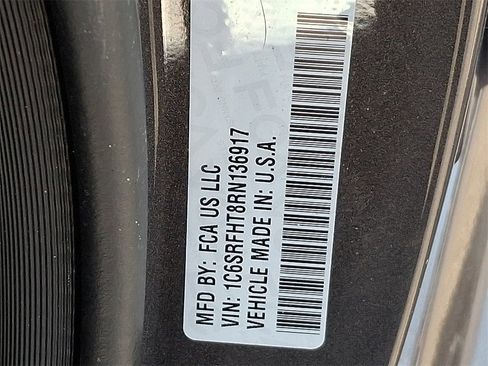 MFD BY: FCA US LLC
VIN: 1C6SRFHT8RN136917
VEHICLE MADE IN: U.S.A.